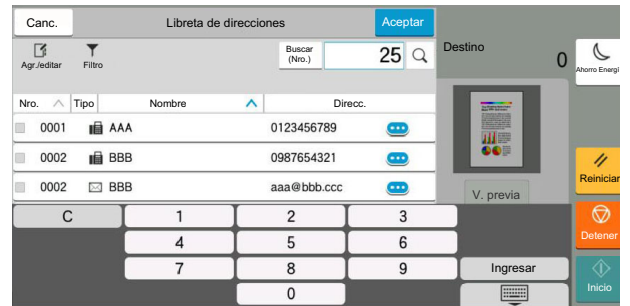 Canc. Libreta de direcciones Aceptar
Agr./editar Filtro Buscar (Nro.) 25 Destino 0 Ahorro Energí
Nro. Tipo Nombre Direcc.
0001 AAA 0123456789
0002 BBB 0987654321
0002 BBB aaa@bbb.ccc
V. previa
Reiniciar
C 1 2 3
Detener
4 5 6
7 8 9 Ingresar
0
Inicio